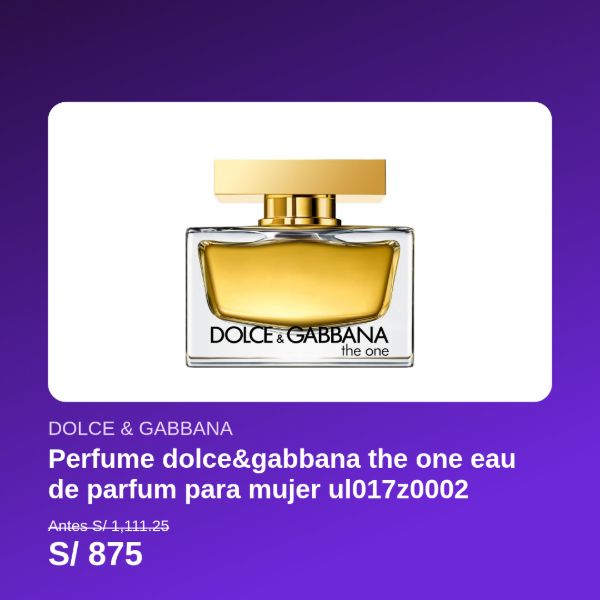 DOLCE & GABBANA
the one
DOLCE & GABBANA
Perfume dolce&gabbana the one eau
de parfum para mujer ul017z0002
Antes S/ 1,111.25
S/ 875